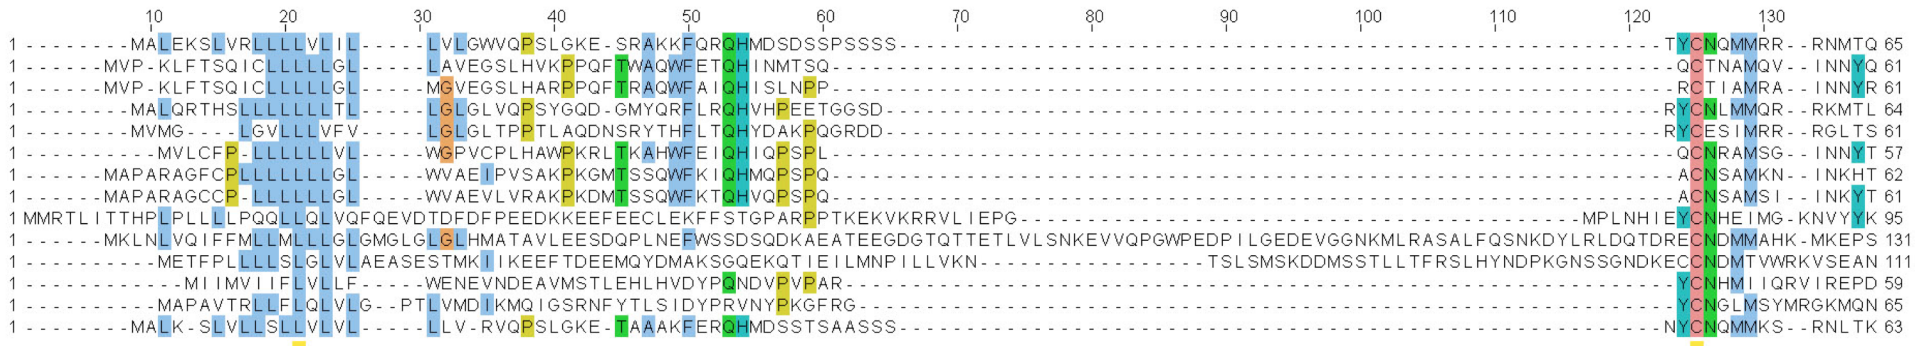 10 20 30 40 50 60 70 80 90 100 110 120 130
1 --------MALEKSLVRLLLLVLIL-----LVLGWVQPSLGKE-SRAKKFQRQHMDSDSSPSSSS---------------------------------------------------------TYCNQMMRR--RNMTQ 65
1 ------MVP-KLFTSQICLLLLLGL-----LAVEGSLHVKPPQFTWAQWFETQHINMTSQ---------------------------------------------------------------QCTNAMQV--INNYQ 61
1 ------MVP-KLFTSQICLLLLLGL-----MGVEGSLHARPPQFTRAQWFAIQHISLNPP---------------------------------------------------------------RCTIAMRA--INNYR 61
1 --------MALQRTHSLLLLLLLTL-----LGLGLVQPSYGQD-GMYQRFLRQHVHPEETGGSD----------------------------------------------------------RYCNLMMQR--RKMTL 64
1 --------MVMG----LGVLLLVFV-----LGLGLTPPTLAQDNSRYTHFLTQHYDAKPQGRDD----------------------------------------------------------RYCESIMRR--RGLTS 61
1 ----------MVLCFP-LLLLLLVL-----WGPVCPLHAWPKRLTKAHWFEIQHIQPSPL---------------------------------------------------------------QCNRAMSG--INNYT 57
1 ------MAPARAGFCPLLLLLLLGL-----WVAEIPVSAKPKGMTSSQWFKIQHMQPSPQ---------------------------------------------------------------ACNSAMKN--INKHT 62
1 ------MAPARAGCCPLLLLLLLGL-----WVAEVLVRAKPKDMTSSQWFKTQHVQPSPQ---------------------------------------------------------------ACNSAMSI--INKYT 61
1 MMRTLITTHPLPLLLLPQQLLQLVQFQEVDTDFDFPEEDKKEEFEECLEKFFSTGPARPPTKEKVKRRVLIEPG------------------------------------------MPLNHIEYCNHEIMG-KNVYYK 95
1 ------MKLNLVQIFFMLLMLLLGLGMGLGLGLHMATAVLEESDQPLNEFWSSDSQDKAEATEEGDGTQTTETLVLSNKEVVQPGWPEDPILGEDEVGGNKMLRASALFQSNKDYLRLDQTDRECNDMMAHK-MKEPS 131
1 --------METFPLLLLSLGLVLAEASESTMKIIKEEFTDEEMQYDMAKSGQEKQTIEILMNPILLVKN-----------------TSLSMSKDDMSSTLLTFRSLHYNDPKGNSSGNDKECCNDMTVWRKVSEAN 111
1 ------------MIIMVIIFLVLLF-----WENEVNDEAVMSTLEHLHVDYPQNDVPVPAR--------------------------------------------------------------YCNHMIIQRVIREPD 59
1 ----------MAPAVTRLLFLQLVLG--PTLVMDIKMQIGSRNFYTLSIDYPRVNYPKGFRG-------------------------------------------------------------YCNGLMSYMRGKMQN 65
1 --------MALK-SLVLLSLLVLVL-----LLV-RVQPSLGKE-TAAAKFERQHMDSSTSAASSS---------------------------------------------------------NYCNQMMKS--RNLTK 63